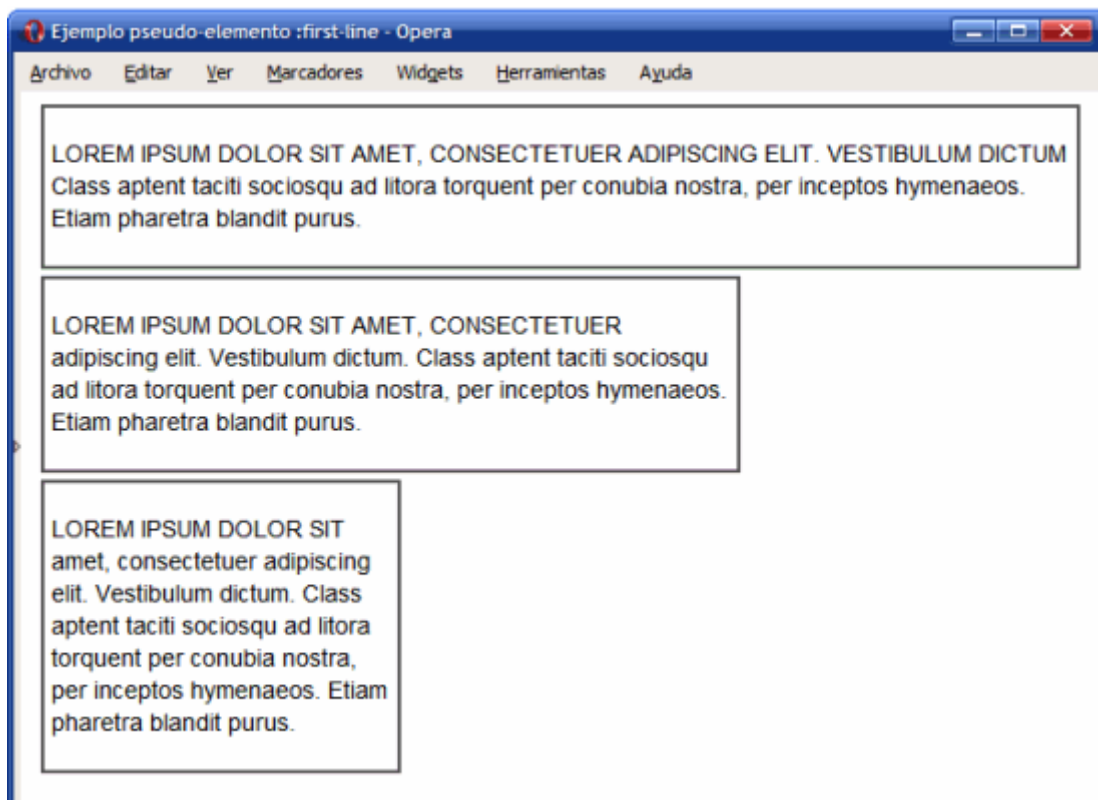 Ejemplo pseudo-elemento :first-line - Opera
Archivo Editar Ver Marcadores Widgets Herramientas Ayuda
LOREM IPSUM DOLOR SIT AMET, CONSECTETUER ADIPISCING ELIT. VESTIBULUM DICTUM
Class aptent taciti sociosqu ad litora torquent per conubia nostra, per inceptos hymenaeos.
Etiam pharetra blandit purus.
LOREM IPSUM DOLOR SIT AMET, CONSECTETUER
adipiscing elit. Vestibulum dictum. Class aptent taciti sociosqu
ad litora torquent per conubia nostra, per inceptos hymenaeos.
Etiam pharetra blandit purus.
LOREM IPSUM DOLOR SIT
amet, consectetuer adipiscing
elit. Vestibulum dictum. Class
aptent taciti sociosqu ad litora
torquent per conubia nostra,
per inceptos hymenaeos. Etiam
pharetra blandit purus.